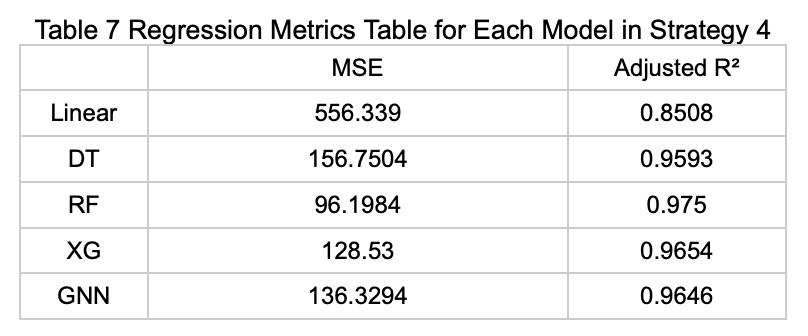 Table 7 Regression Metrics Table for Each Model in Strategy 4
MSE Adjusted R²
Linear 556.339 0.8508
DT 156.7504 0.9593
RF 96.1984 0.975
XG 128.53 0.9654
GNN 136.3294 0.9646